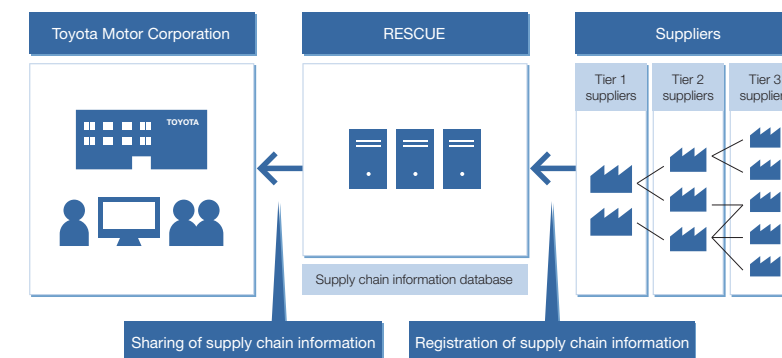 Toyota Motor Corporation
RESCUE
Suppliers
Tier 1
suppliers
Tier 2
suppliers
Tier 3
TOYOTA
Supply chain information database
Sharing of supply chain information
Registration of supply chain information